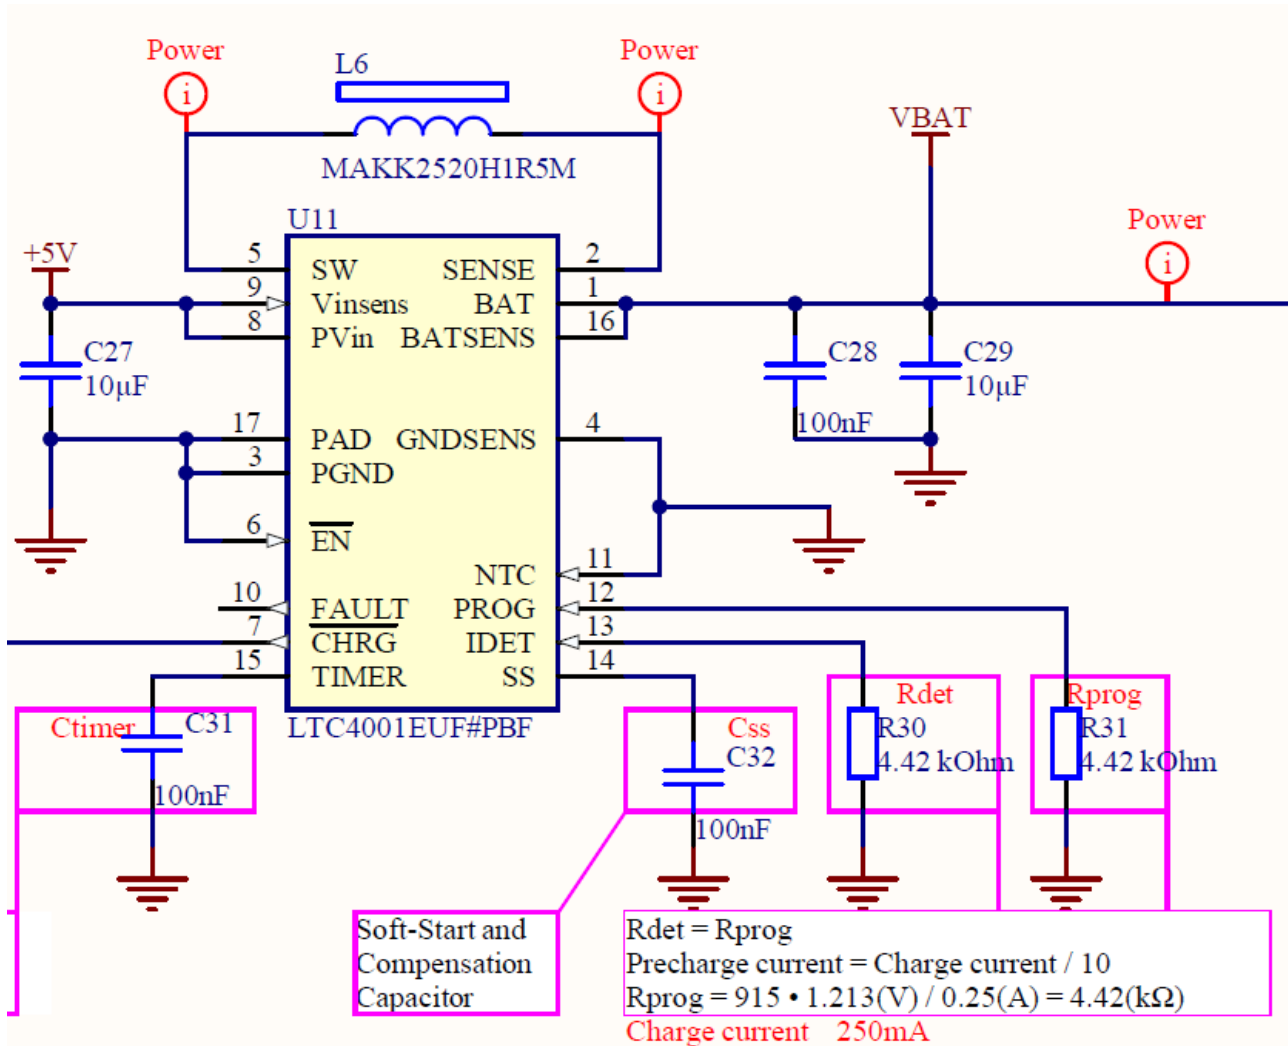 Power
L6
Power
MAKK2520H1R5M
VBAT
Power
U11
+5V
5 SW SENSE 2
9 Vinsens BAT 1
8 PVin BATSENS 16
C27
10µF
C28
100nF
C29
10µF
17 PAD GNDSENS 4
3 PGND
6 EN
NTC 11
10 FAULT PROG 12
7 CHRG IDET 13
15 TIMER SS 14
LTC4001EUF#PBF
Ctimer C31
100nF
Css
C32
100nF
Rdet
R30
4.42 kOhm
Rprog
R31
4.42 kOhm
Soft-Start and
Compensation
Capacitor
Rdet = Rprog
Precharge current = Charge current / 10
Rprog = 915 • 1.213(V) / 0.25(A) = 4.42(kΩ)
Charge current 250mA